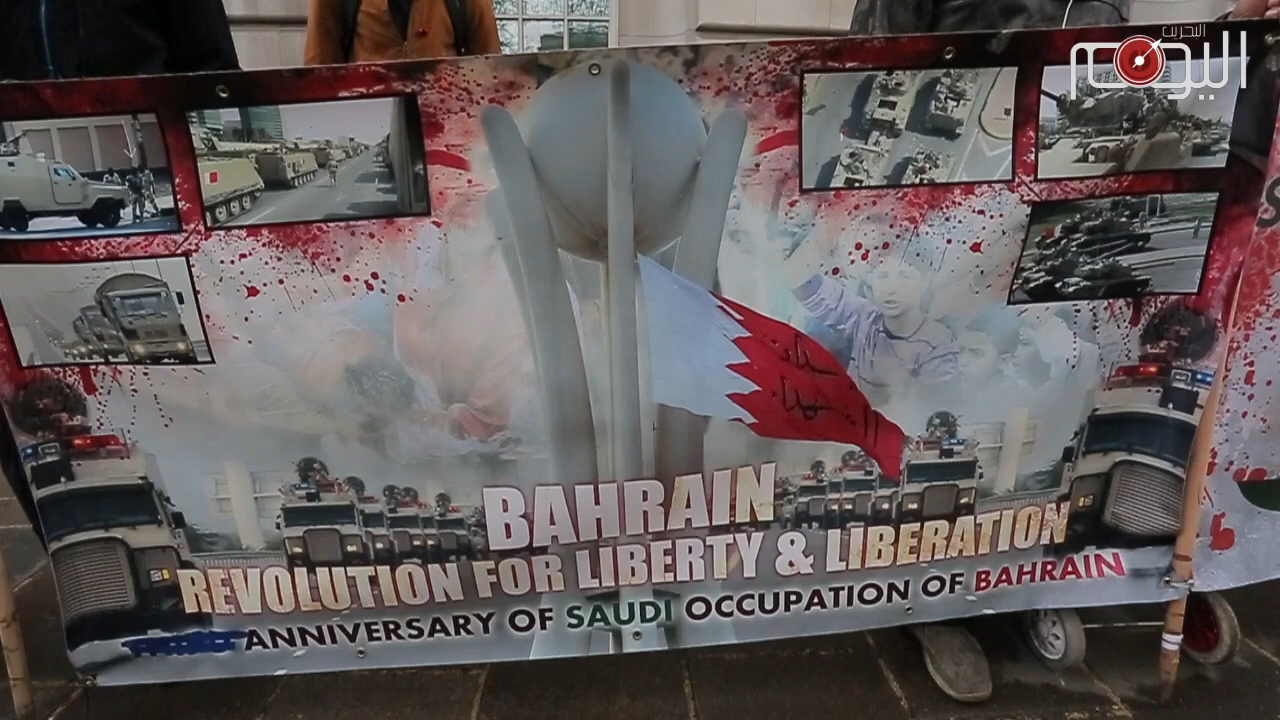 البحرين
اليوم
BAHRAIN
REVOLUTION FOR LIBERTY & LIBERATION
ANNIVERSARY OF SAUDI OCCUPATION OF BAHRAIN